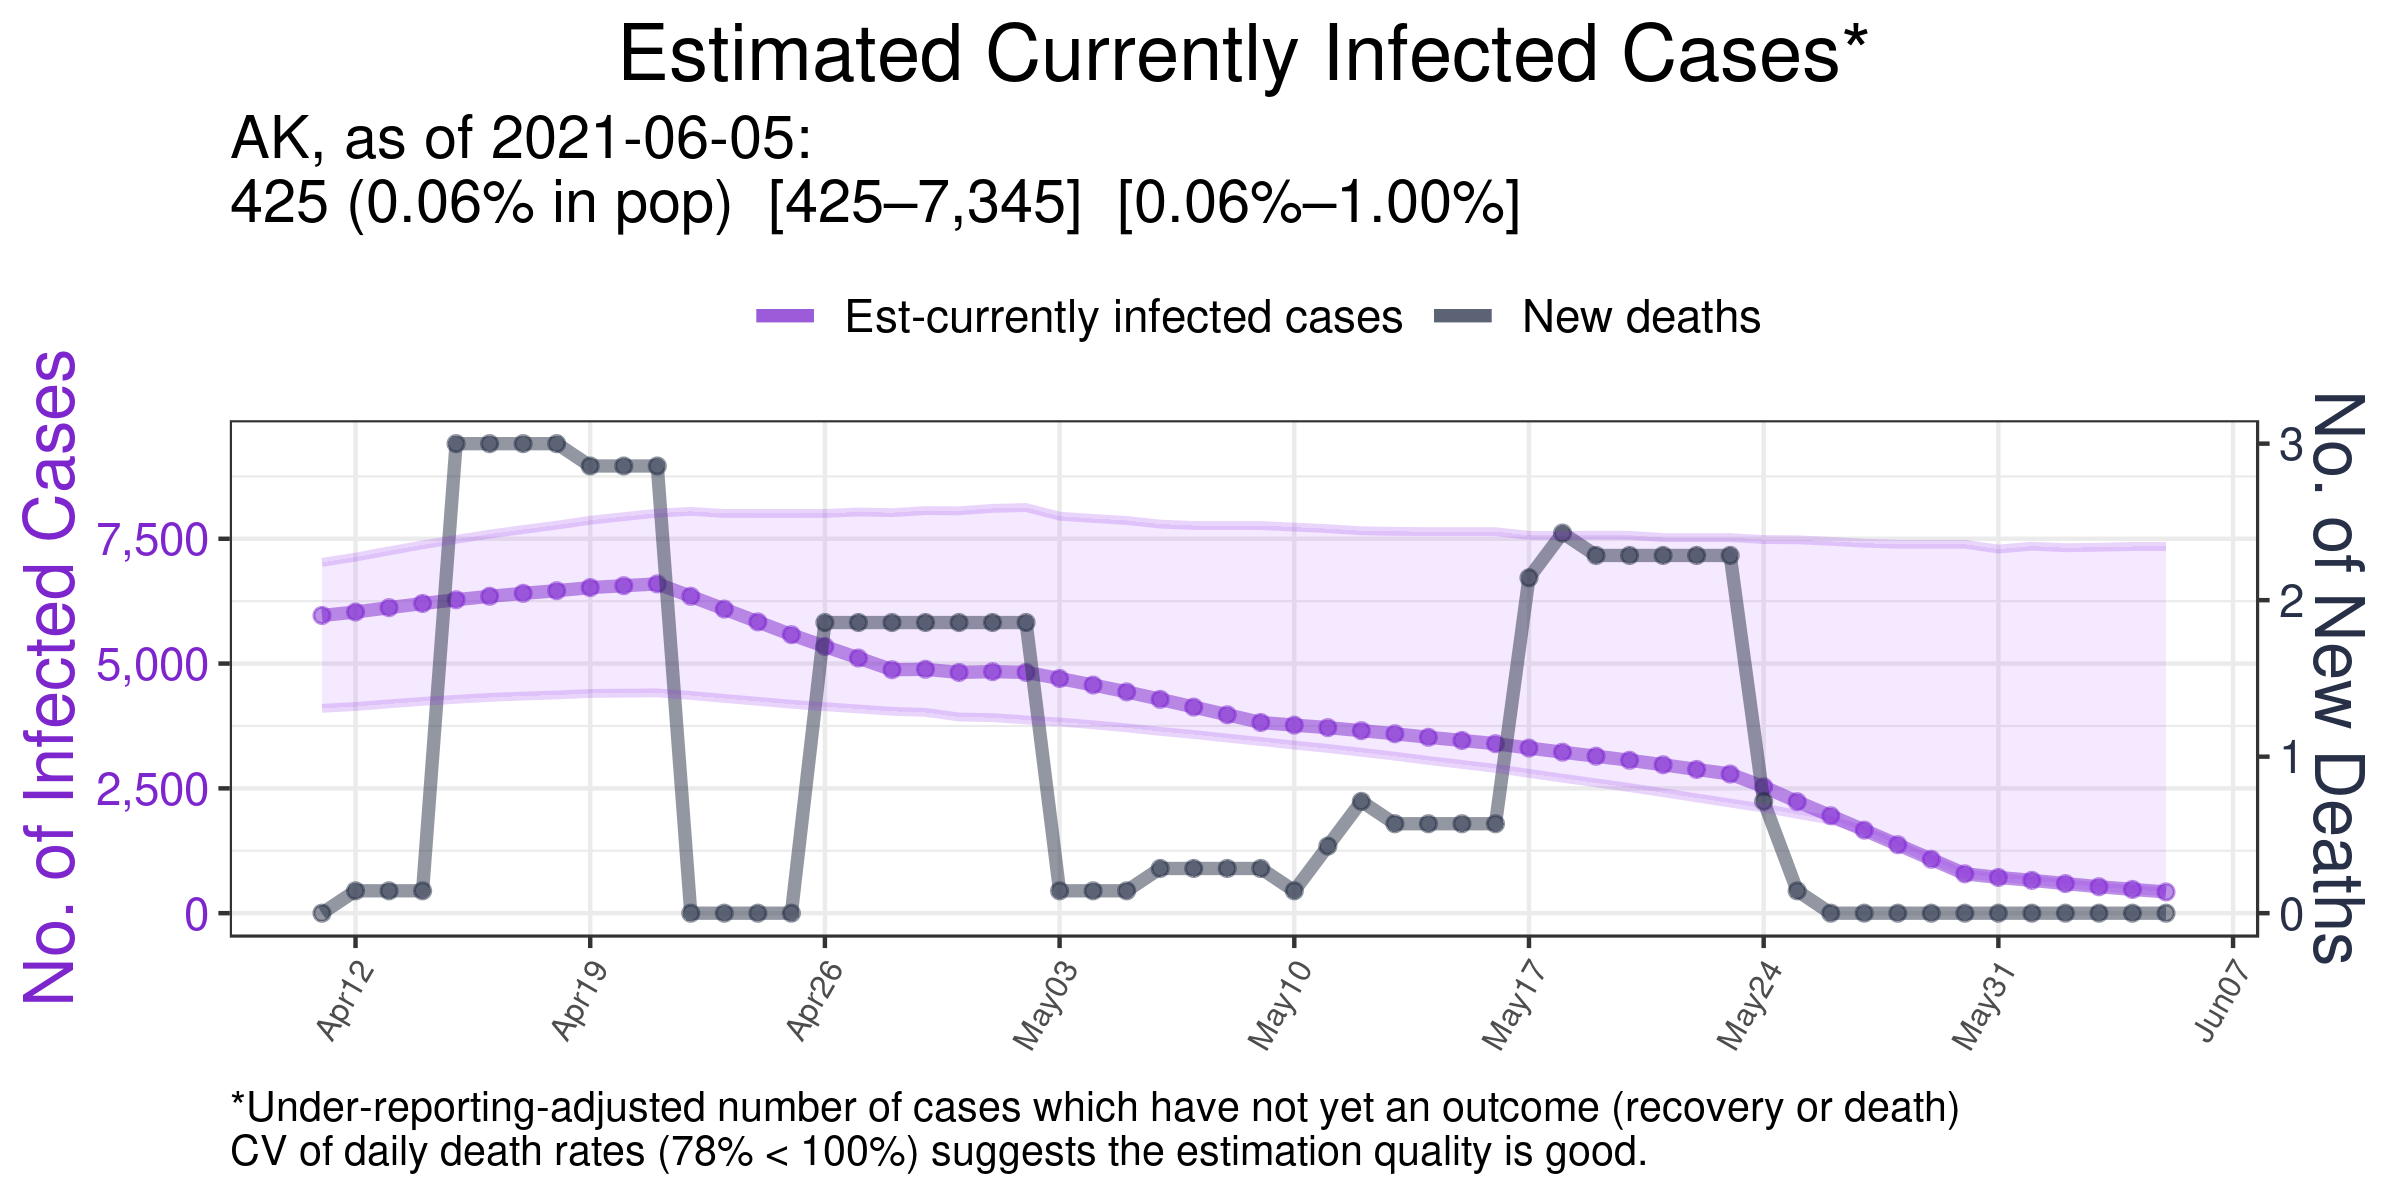 Estimated Currently Infected Cases*
AK, as of 2021-06-05:
425 (0.06% in pop)  [425–7,345]  [0.06%–1.00%]
Est-currently infected cases
New deaths
No. of Infected Cases
7,500
5,000
2,500
0
3
2
1
0
No. of New Deaths
Apr12
Apr19
Apr26
May03
May10
May17
May24
May31
Jun07
*Under-reporting-adjusted number of cases which have not yet an outcome (recovery or death)
CV of daily death rates (78% < 100%) suggests the estimation quality is good.